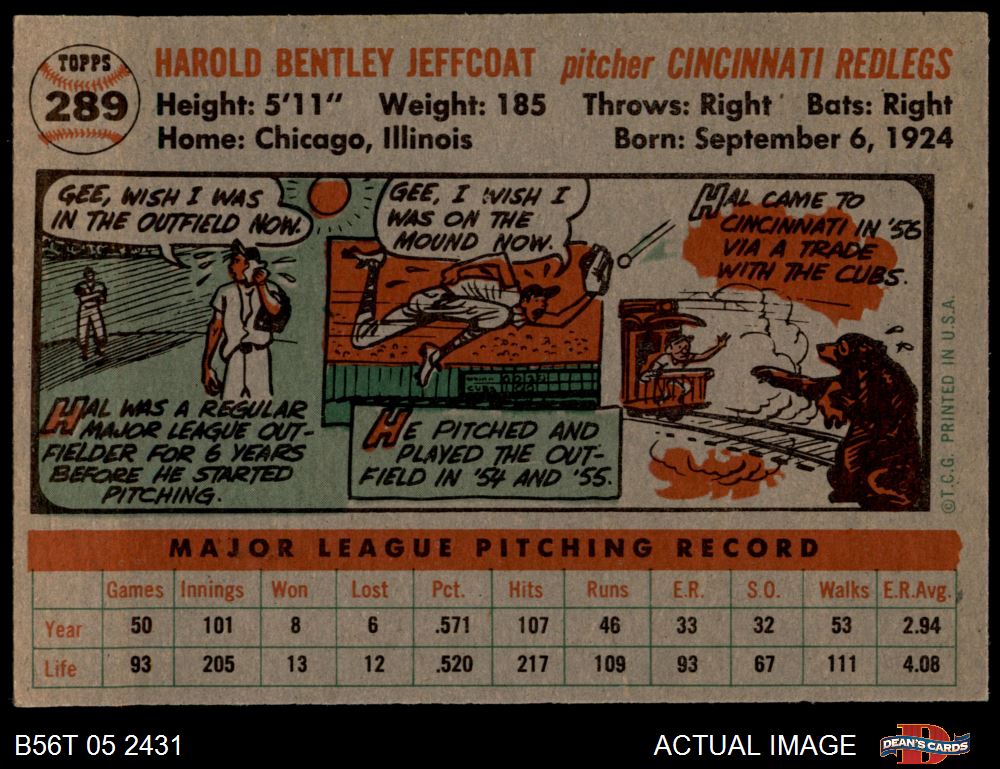 TOPPS
289
HAROLD BENTLEY JEFFCOAT pitcher CINCINNATI REDLEGS
Height: 5'11" Weight: 185 Throws: Right Bats: Right
Home: Chicago, Illinois Born: September 6, 1924
GEE, WISH I WAS
IN THE OUTFIELD NOW.
HAL WAS A REGULAR
MAJOR LEAGUE OUT-
FIELDER FOR 6 YEARS
BEFORE HE STARTED
PITCHING.
GEE, I WISH I
WAS ON THE
MOUND NOW.
CUBS
HE PITCHED AND
PLAYED THE OUT-
FIELD IN '54 AND '55.
HAL CAME TO
CINCINNATI IN '56
VIA A TRADE
WITH THE CUBS.
©T.C.G. PRINTED IN U.S.A.
MAJOR LEAGUE PITCHING RECORD
Games Innings Won Lost Pct. Hits Runs E.R. S.O. Walks E.R.Avg.
Year 50 101 8 6 .571 107 46 33 32 53 2.94
Life 93 205 13 12 .520 217 109 93 67 111 4.08
B56T 05 2431
ACTUAL IMAGE
DEAN'S CARDS